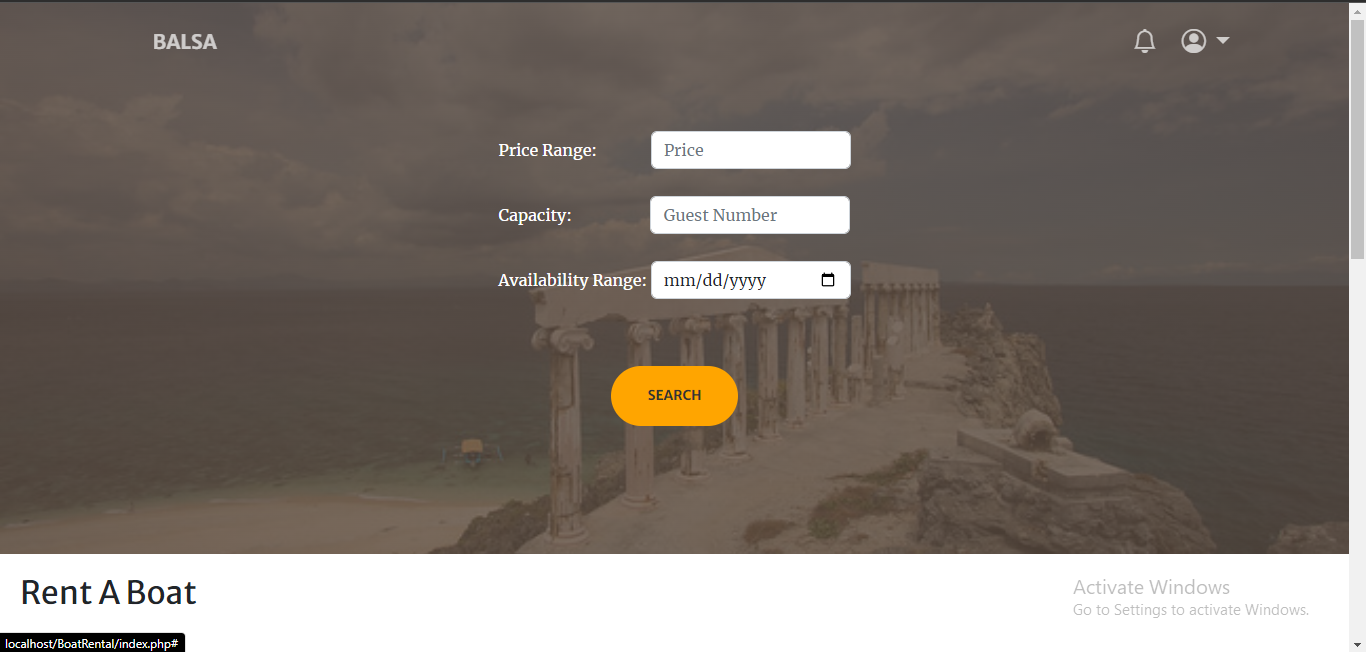 BALSA
Price Range: Price
Capacity: Guest Number
Availability Range: mm/dd/yyyy
SEARCH
Rent A Boat
Activate Windows
Go to Settings to activate Windows.
localhost/BoatRental/index.php#